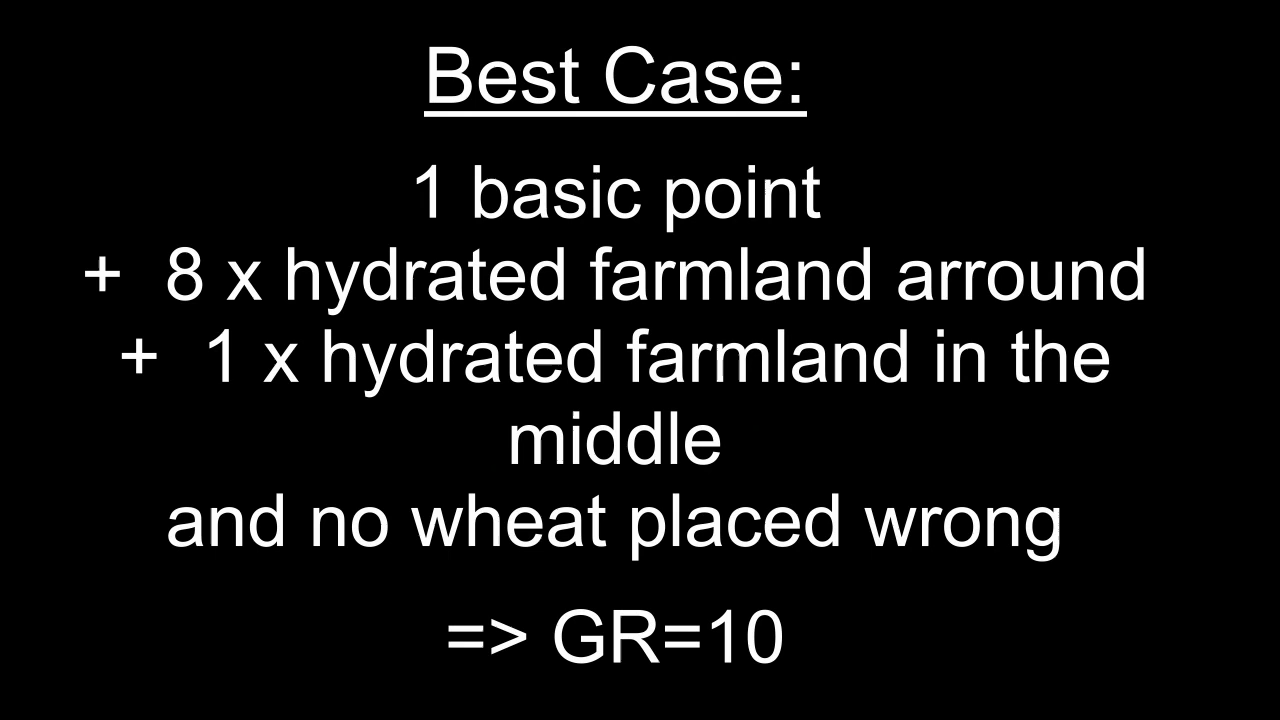 Best Case:
1 basic point
+ 8 x hydrated farmland arround
+ 1 x hydrated farmland in the
middle
and no wheat placed wrong
=> GR=10